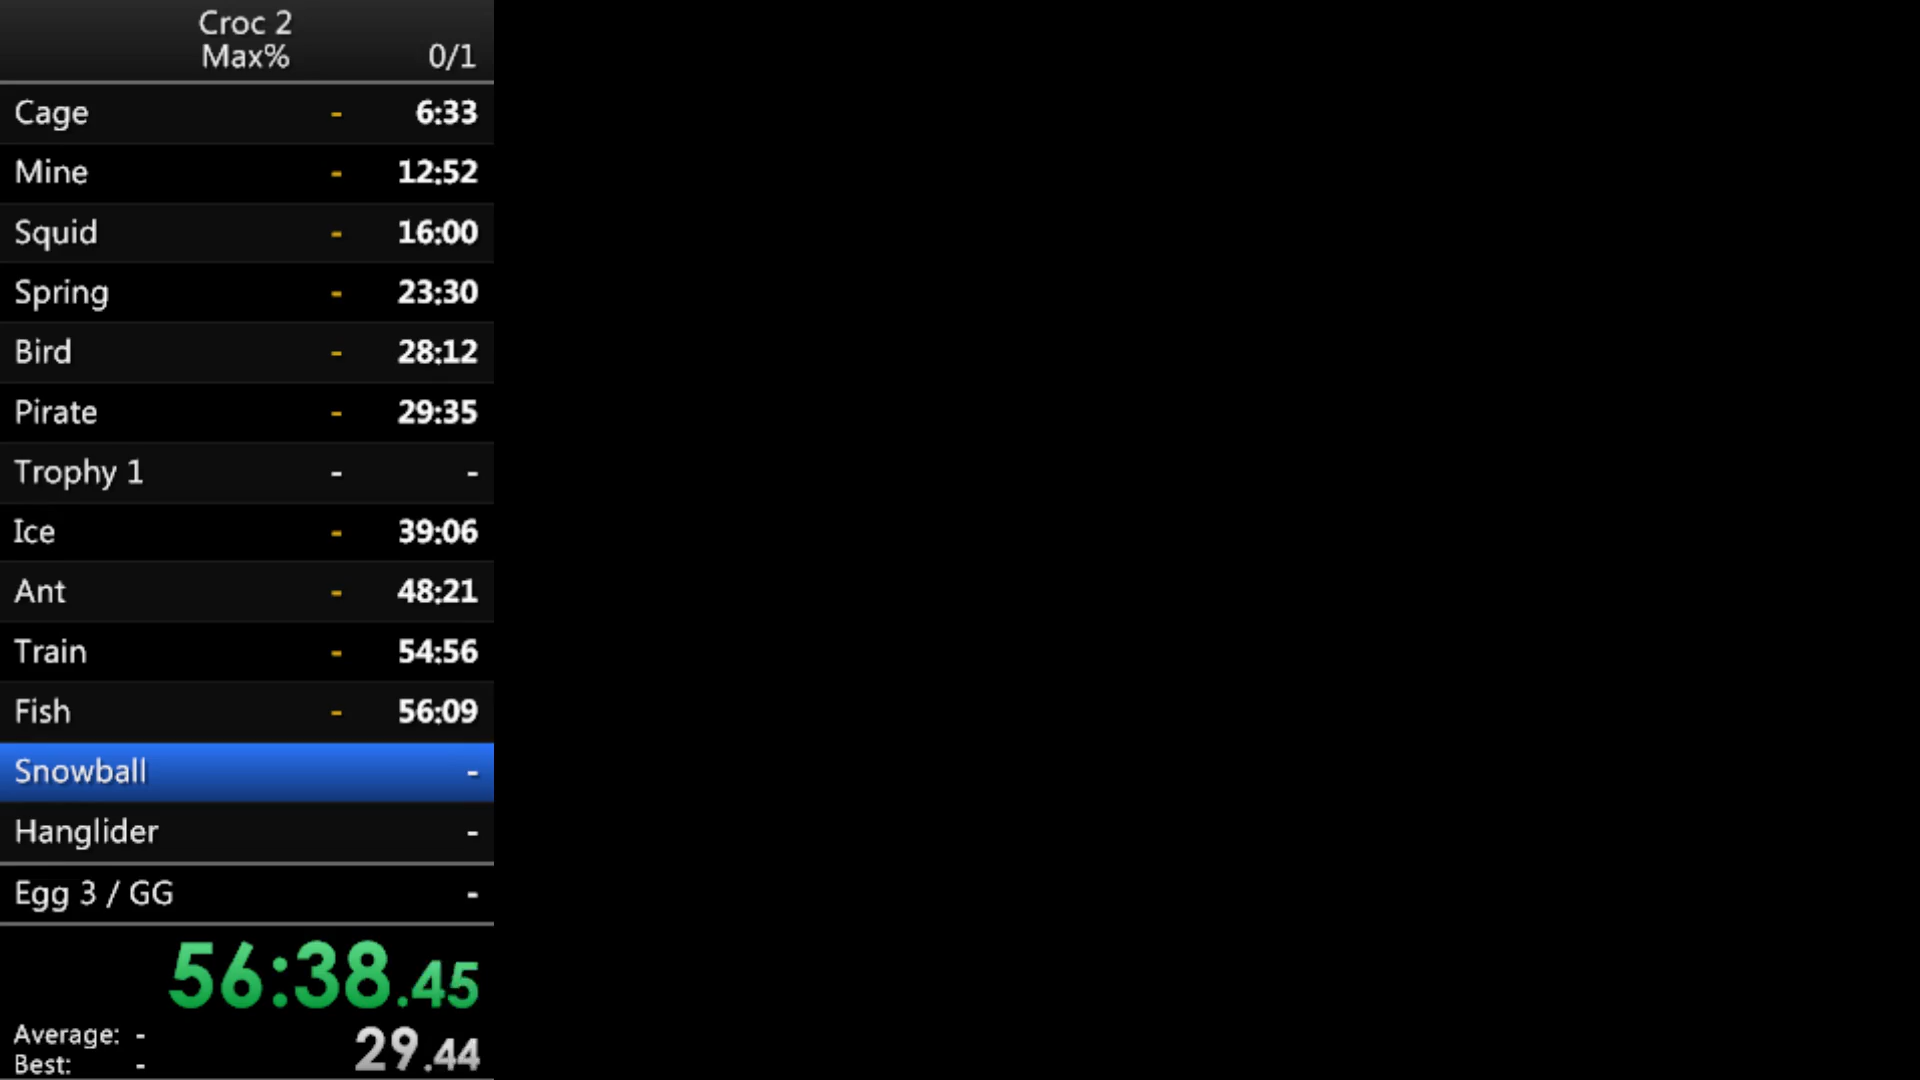 Croc 2
Max% 0/1
Cage - 6:33
Mine - 12:52
Squid - 16:00
Spring - 23:30
Bird - 28:12
Pirate - 29:35
Trophy 1 - -
Ice - 39:06
Ant - 48:21
Train - 54:56
Fish - 56:09
Snowball -
Hanglider -
Egg 3 / GG -
56:38.45
Average: -
Best: -
29.44